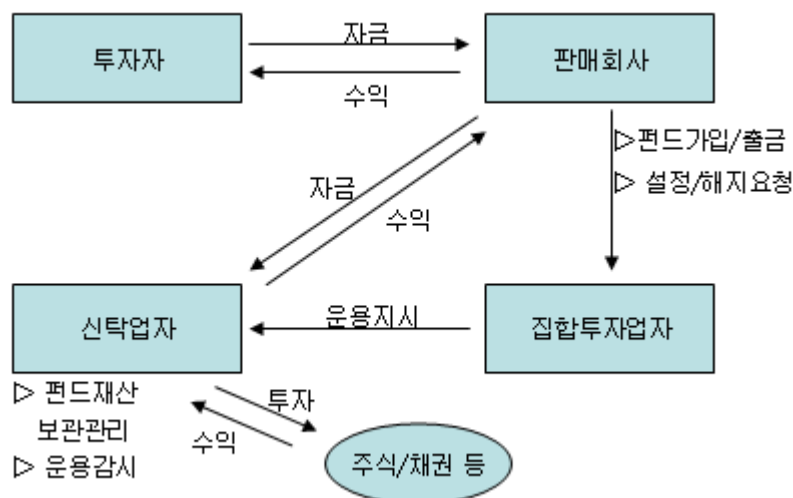 투자자
자금
수익
판매회사
▷펀드가입/출금
▷ 설정/해지요청
자금
수익
신탁업자
운용지시
집합투자업자
▷ 펀드재산
보관관리
▷ 운용감시
투자
수익
주식/채권 등